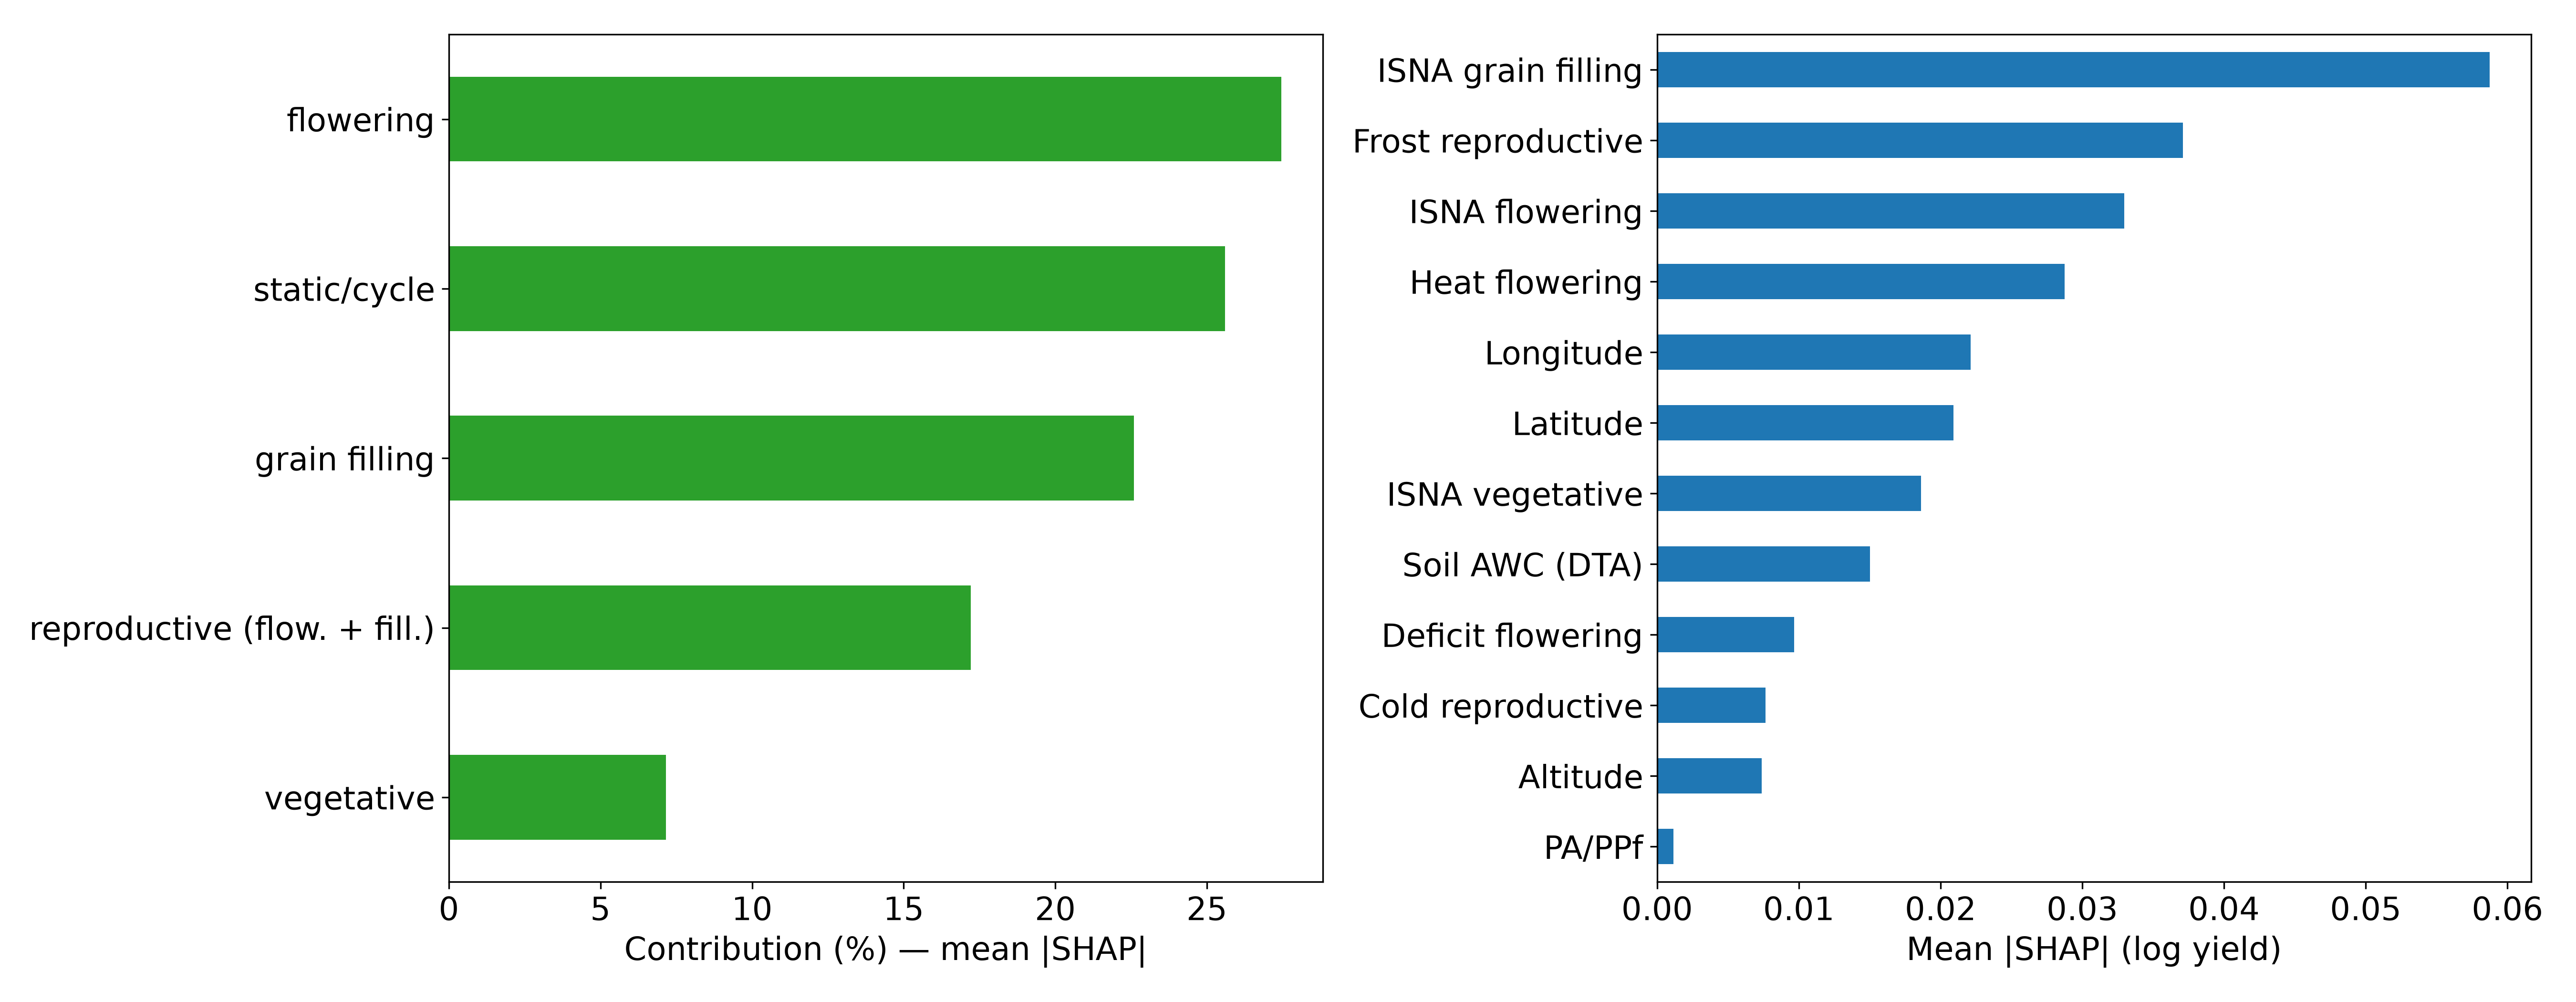 flowering
static/cycle
grain filling
reproductive (flow. + fill.)
vegetative
0 5 10 15 20 25
Contribution (%) — mean |SHAP|
ISNA grain filling
Frost reproductive
ISNA flowering
Heat flowering
Longitude
Latitude
ISNA vegetative
Soil AWC (DTA)
Deficit flowering
Cold reproductive
Altitude
PA/PPf
0.00 0.01 0.02 0.03 0.04 0.05 0.06
Mean |SHAP| (log yield)